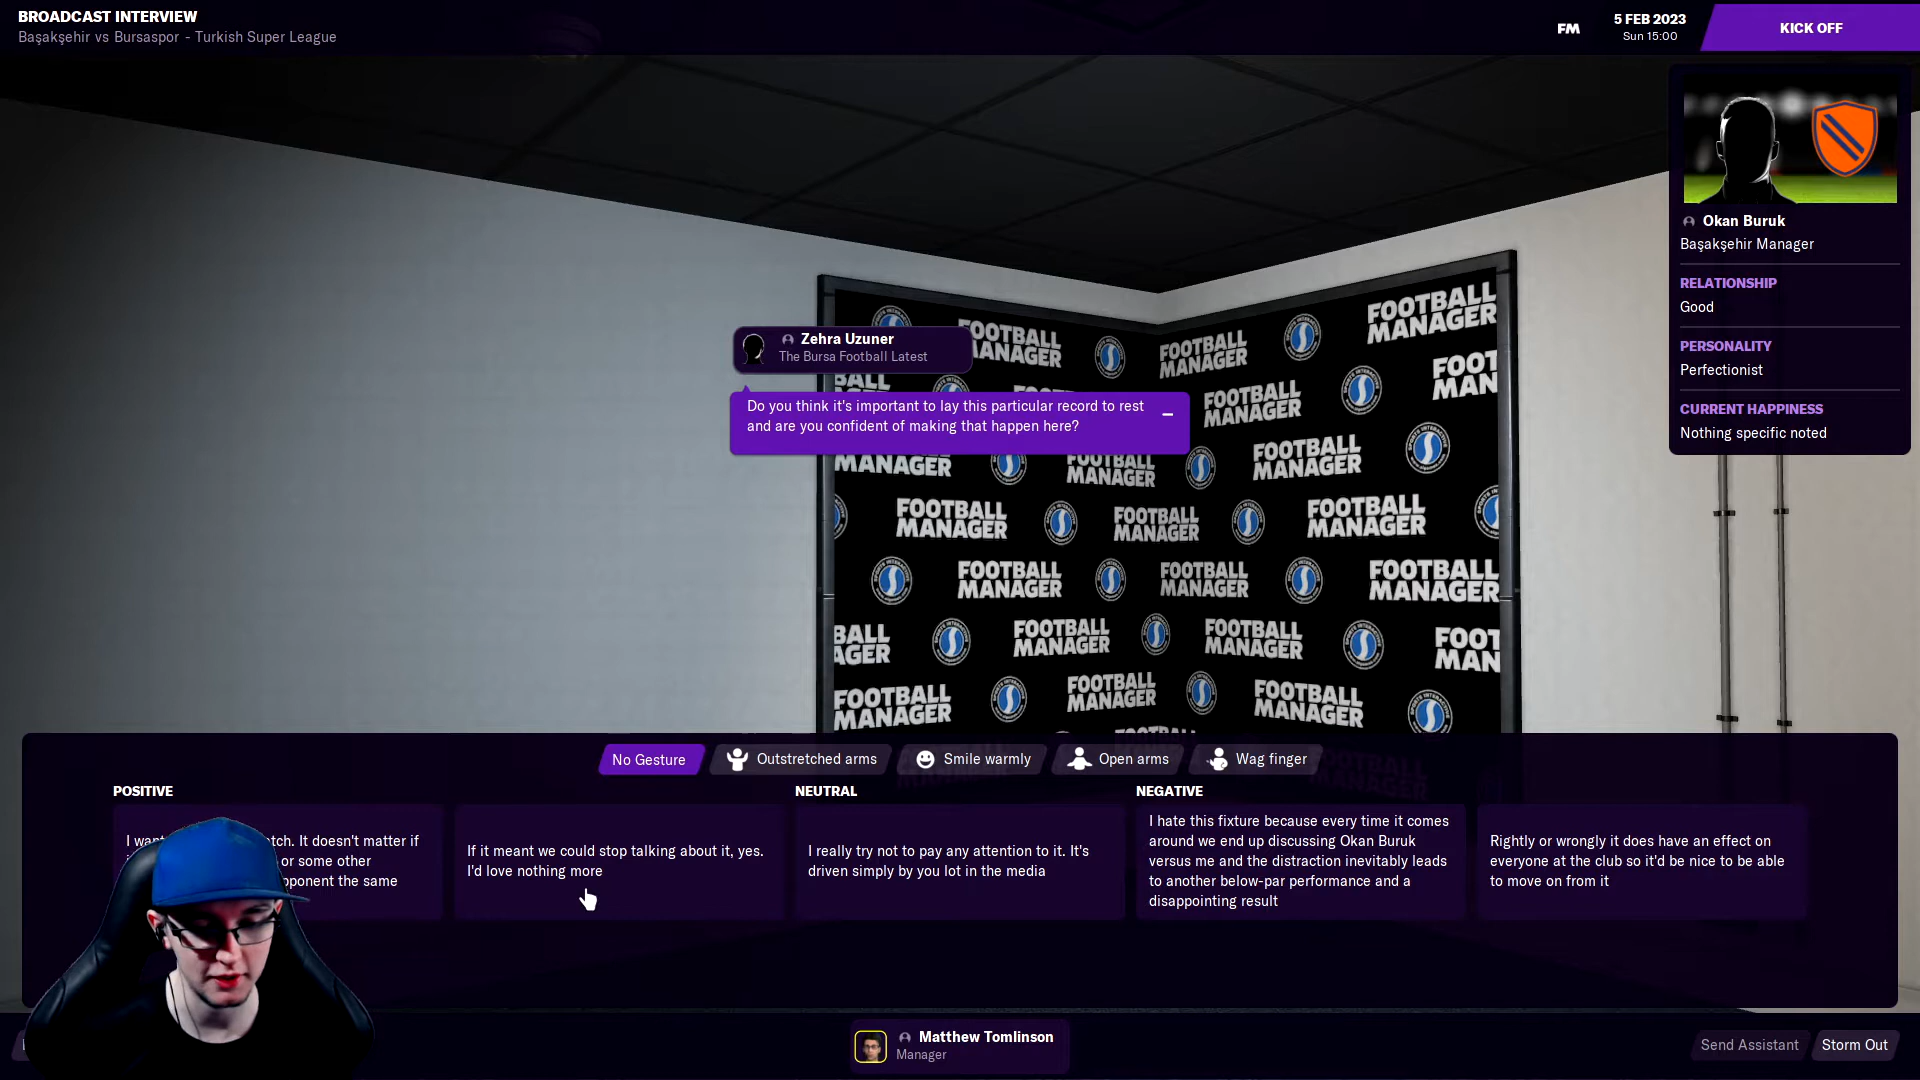 BROADCAST INTERVIEW
Başakşehir vs Bursaspor - Turkish Super League
FM
5 FEB 2023
Sun 15:00
KICK OFF
Okan Buruk
Başakşehir Manager
RELATIONSHIP
Good
PERSONALITY
Perfectionist
CURRENT HAPPINESS
Nothing specific noted
Zehra Uzuner
The Bursa Football Latest
Do you think it's important to lay this particular record to rest
and are you confident of making that happen here?
FOOTBALL
MANAGER
No Gesture
Outstretched arms
Smile warmly
Open arms
Wag finger
POSITIVE
NEUTRAL
NEGATIVE
It doesn't matter if
or some other
the same
If it meant we could stop talking about it, yes.
I'd love nothing more
I really try not to pay any attention to it. It's
driven simply by you lot in the media
I hate this fixture because every time it comes
around we end up discussing Okan Buruk
versus me and the distraction inevitably leads
to another below-par performance and a
disappointing result
Rightly or wrongly it does have an effect on
everyone at the club so it'd be nice to be able
to move on from it
Matthew Tomlinson
Manager
Send Assistant
Storm Out